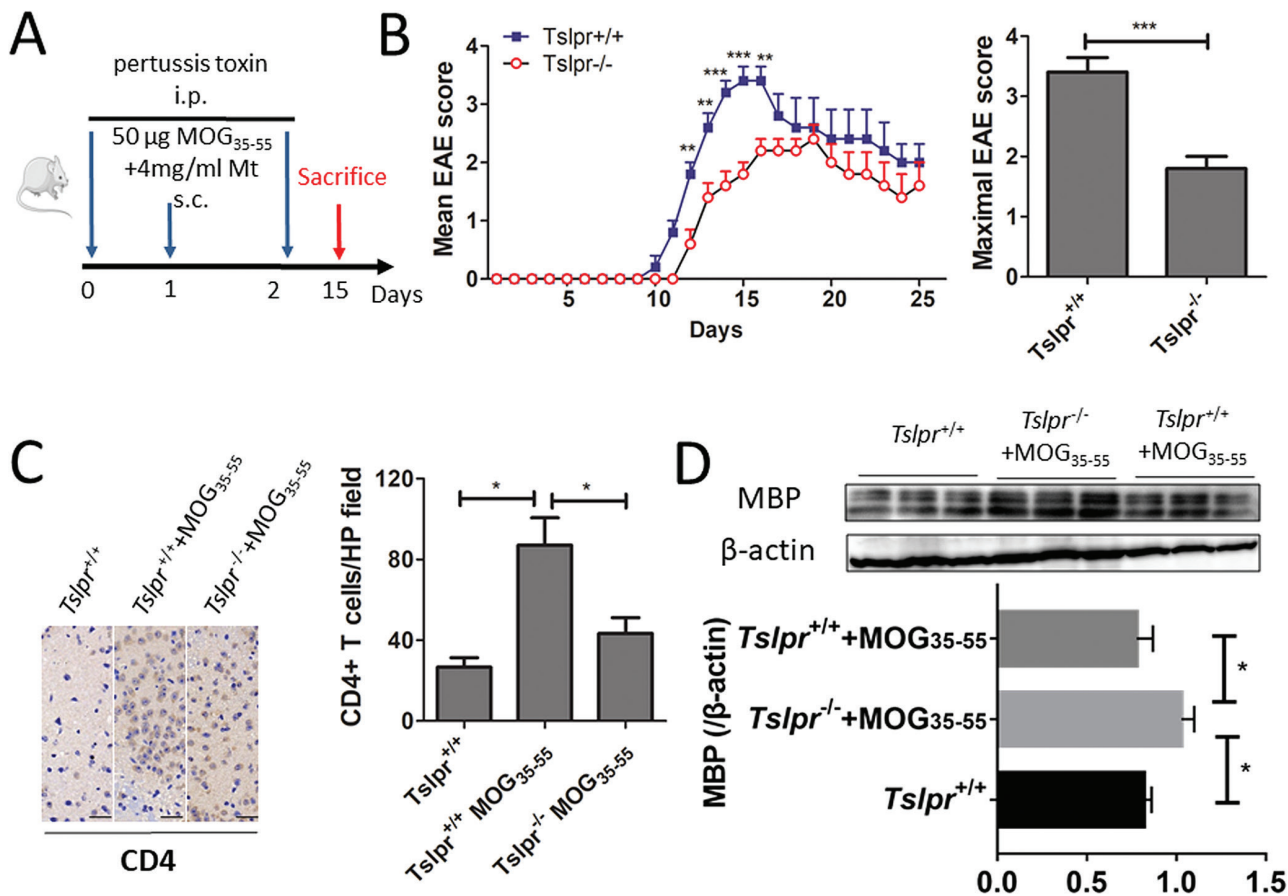 A
pertussis toxin
i.p.
50 µg MOG35-55
+4mg/ml Mt
s.c.
Sacrifice
0 1 2 15 Days
B
Tslpr+/+
Tslpr-/-
Mean EAE score
4
3
2
1
0
** ** *** *** **
5 10 15 20 25
Days
Maximal EAE score
4
3
2
1
0
***
Tslpr+/+
Tslpr-/-
C
Tslpr+/+
Tslpr+/++MOG35-55
Tslpr-/-+MOG35-55
CD4
CD4+ T cells/HP field
120
80
40
0
* *
Tslpr+/+
Tslpr+/+ MOG35-55
Tslpr-/- MOG35-55
D
Tslpr+/+
Tslpr-/-
+MOG35-55
Tslpr+/+
+MOG35-55
MBP
β-actin
MBP (/β-actin)
Tslpr+/++MOG35-55
Tslpr-/-+MOG35-55
Tslpr+/+
*
*
0.0 0.5 1.0 1.5